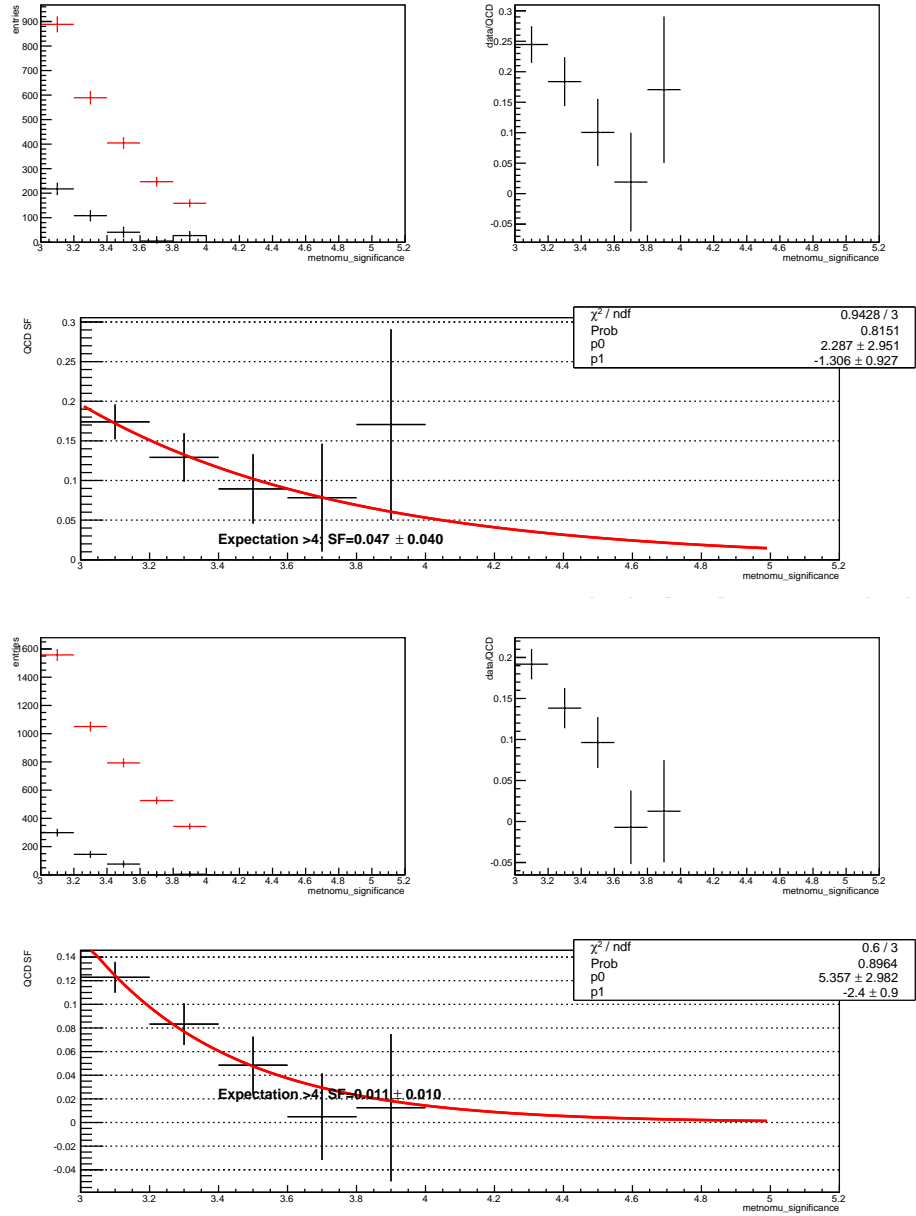 entries
900
800
700
600
500
400
300
200
100
0
3 3.2 3.4 3.6 3.8 4 4.2 4.4 4.6 4.8 5 5.2
metnomu_significance
data/QCD
0.3
0.25
0.2
0.15
0.1
0.05
0
-0.05
3 3.2 3.4 3.6 3.8 4 4.2 4.4 4.6 4.8 5 5.2
metnomu_significance
QCD SF
0.3
0.25
0.2
0.15
0.1
0.05
0
3 3.2 3.4 3.6 3.8 4 4.2 4.4 4.6 4.8 5 5.2
metnomu_significance
χ² / ndf 0.9428 / 3
Prob 0.8151
p0 2.287 ± 2.951
p1 -1.306 ± 0.927
Expectation >4: SF=0.047 ± 0.040
entries
1600
1400
1200
1000
800
600
400
200
0
3 3.2 3.4 3.6 3.8 4 4.2 4.4 4.6 4.8 5 5.2
metnomu_significance
data/QCD
0.2
0.15
0.1
0.05
0
-0.05
3 3.2 3.4 3.6 3.8 4 4.2 4.4 4.6 4.8 5 5.2
metnomu_significance
QCD SF
0.14
0.12
0.1
0.08
0.06
0.04
0.02
0
-0.02
-0.04
3 3.2 3.4 3.6 3.8 4 4.2 4.4 4.6 4.8 5 5.2
metnomu_significance
χ² / ndf 0.6 / 3
Prob 0.8964
p0 5.357 ± 2.982
p1 -2.4 ± 0.9
Expectation >4: SF=0.011 ± 0.010